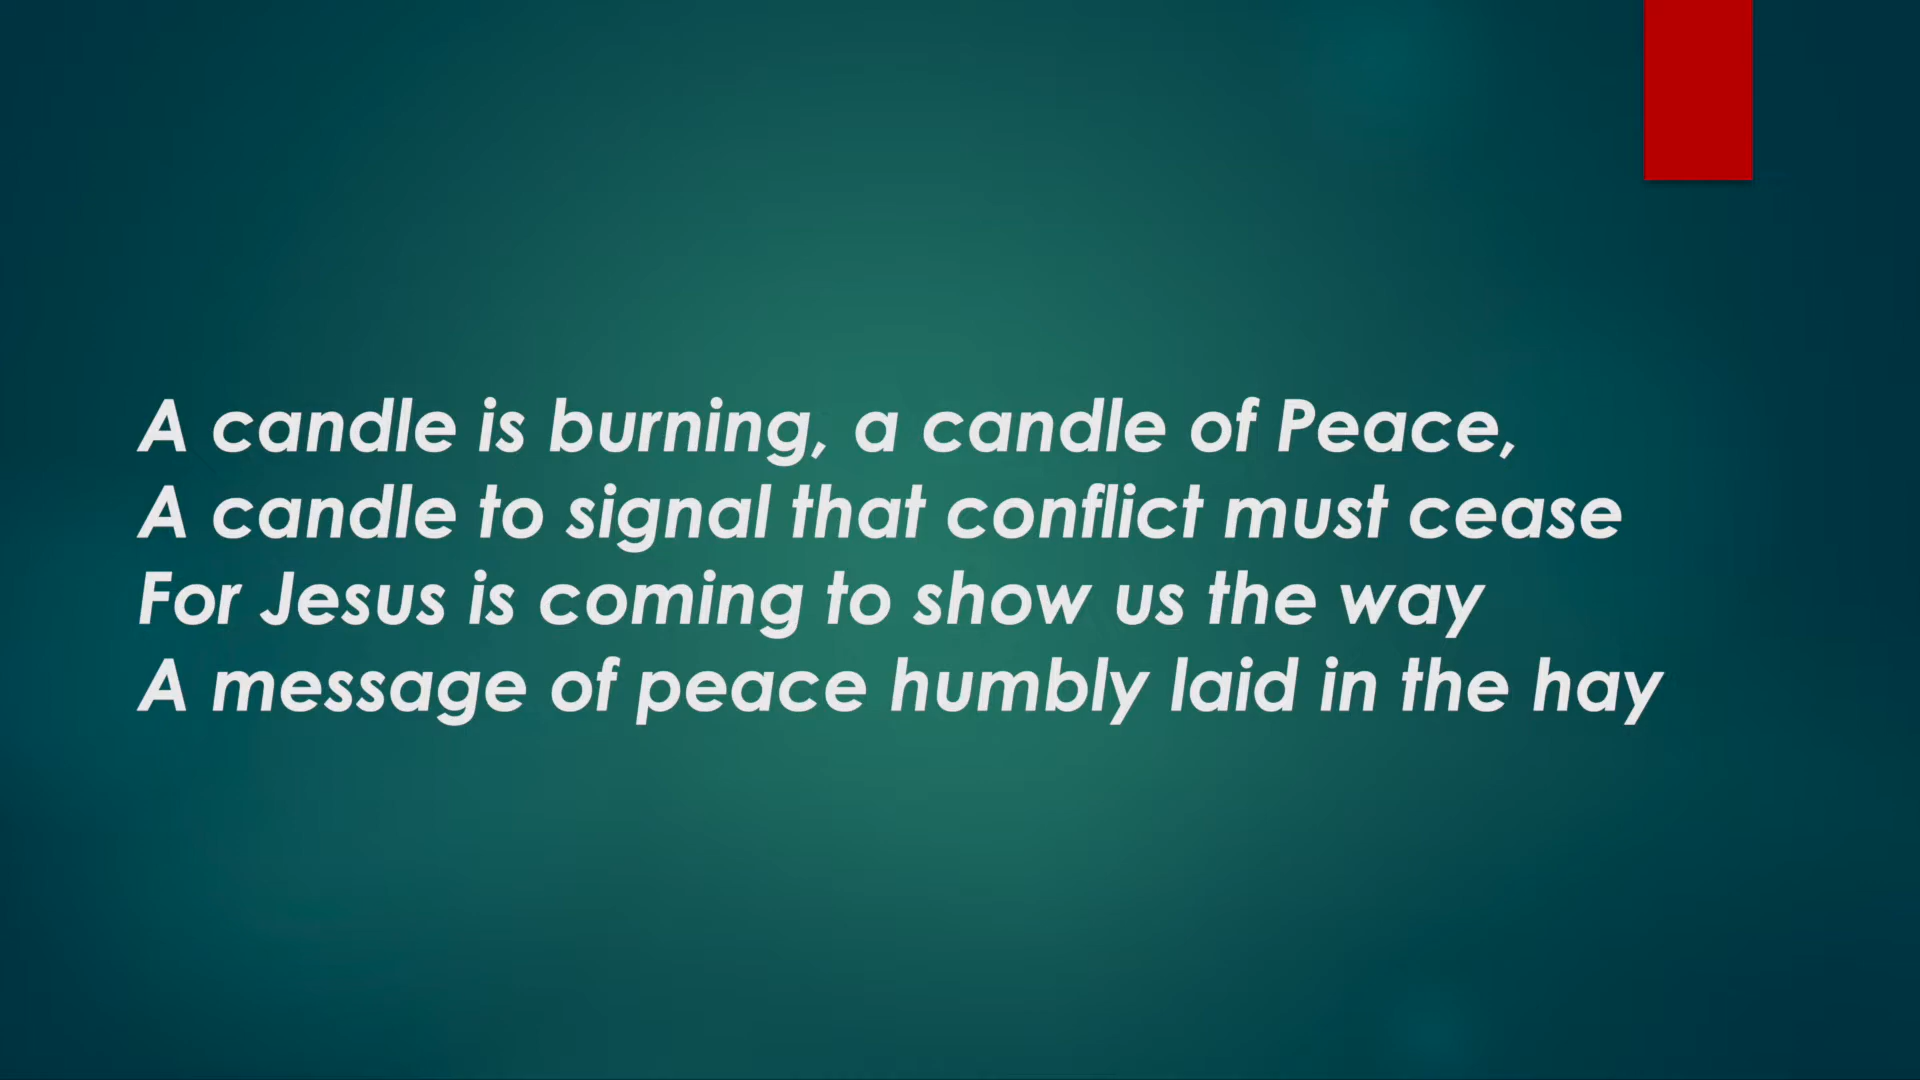 A candle is burning, a candle of Peace,
A candle to signal that conflict must cease
For Jesus is coming to show us the way
A message of peace humbly laid in the hay